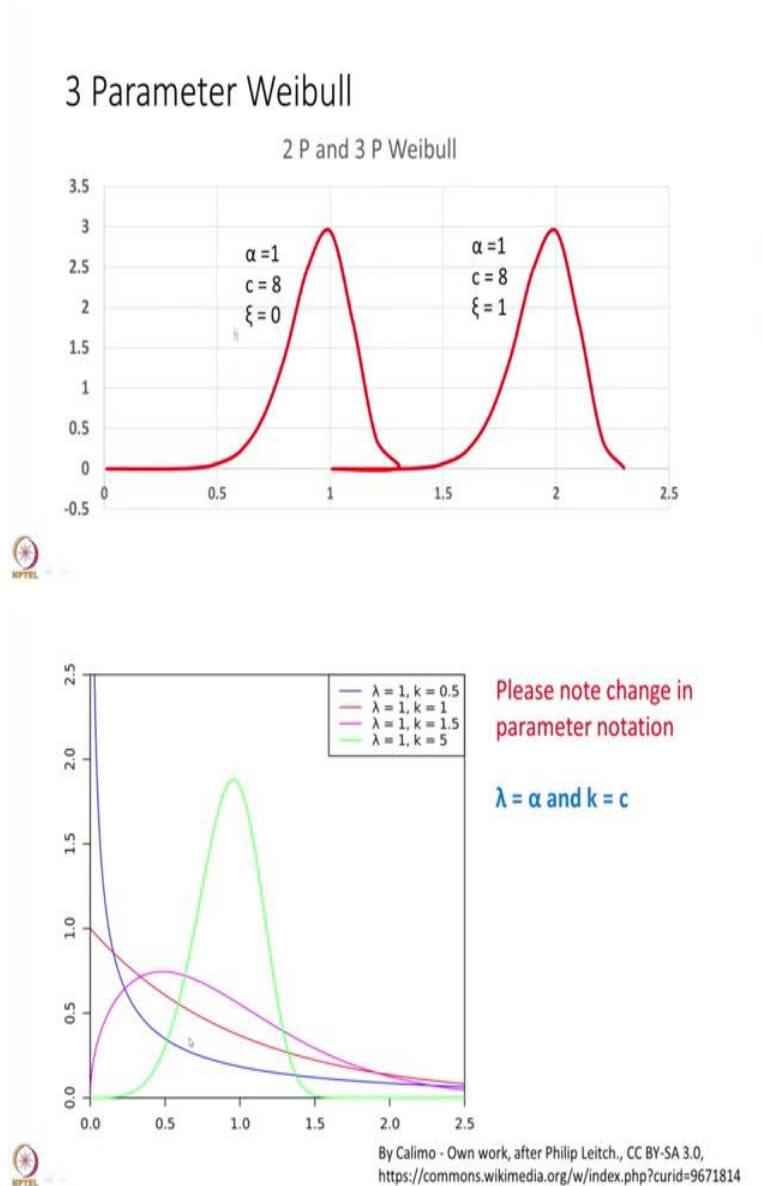 3 Parameter Weibull
2 P and 3 P Weibull
3.5
3
2.5
2
1.5
1
0.5
0
-0.5
α =1
c = 8
ξ = 0
α =1
c = 8
ξ = 1
0 0.5 1 1.5 2 2.5
NPTEL
2.5
2.0
1.5
1.0
0.5
0.0
λ = 1, k = 0.5
λ = 1, k = 1
λ = 1, k = 1.5
λ = 1, k = 5
0.0 0.5 1.0 1.5 2.0 2.5
Please note change in
parameter notation
λ = α and k = c
By Calimo - Own work, after Philip Leitch., CC BY-SA 3.0,
https://commons.wikimedia.org/w/index.php?curid=9671814
NPTEL